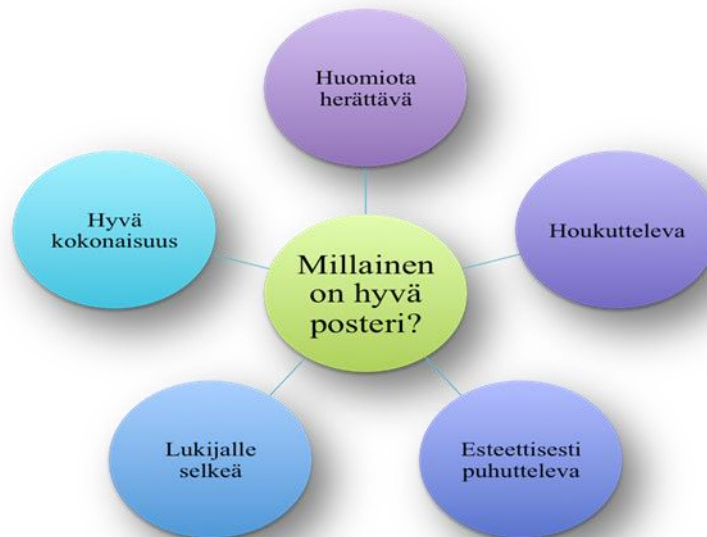 Huomiota
herättävä
Hyvä
kokonaisuus
Houkutteleva
Millainen
on hyvä
posteri?
Lukijalle
selkeä
Esteettisesti
puhutteleva